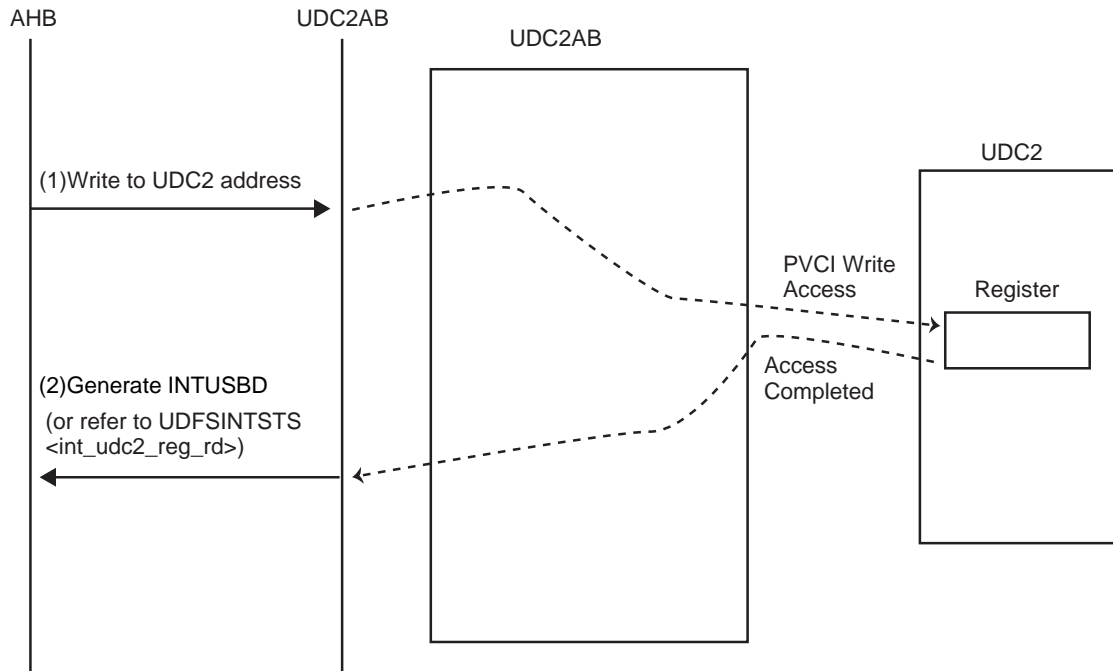 AHB
UDC2AB
UDC2AB
UDC2
(1)Write to UDC2 address
PVCI Write
Access
Register
Access
Completed
(2)Generate INTUSBD
(or refer to UDFSINTSTS
<int_udc2_reg_rd>)